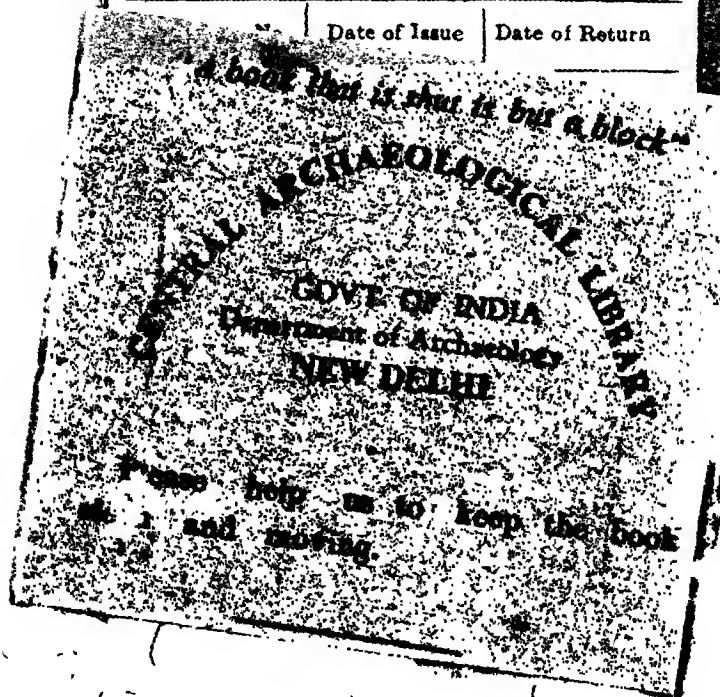 Date of Issue Date of Return
"A book that is shut is but a block"
CENTRAL ARCHAEOLOGICAL LIBRARY
GOVT. OF INDIA
Department of Archaeology
NEW DELHI
Please help us to keep the book
and moving.